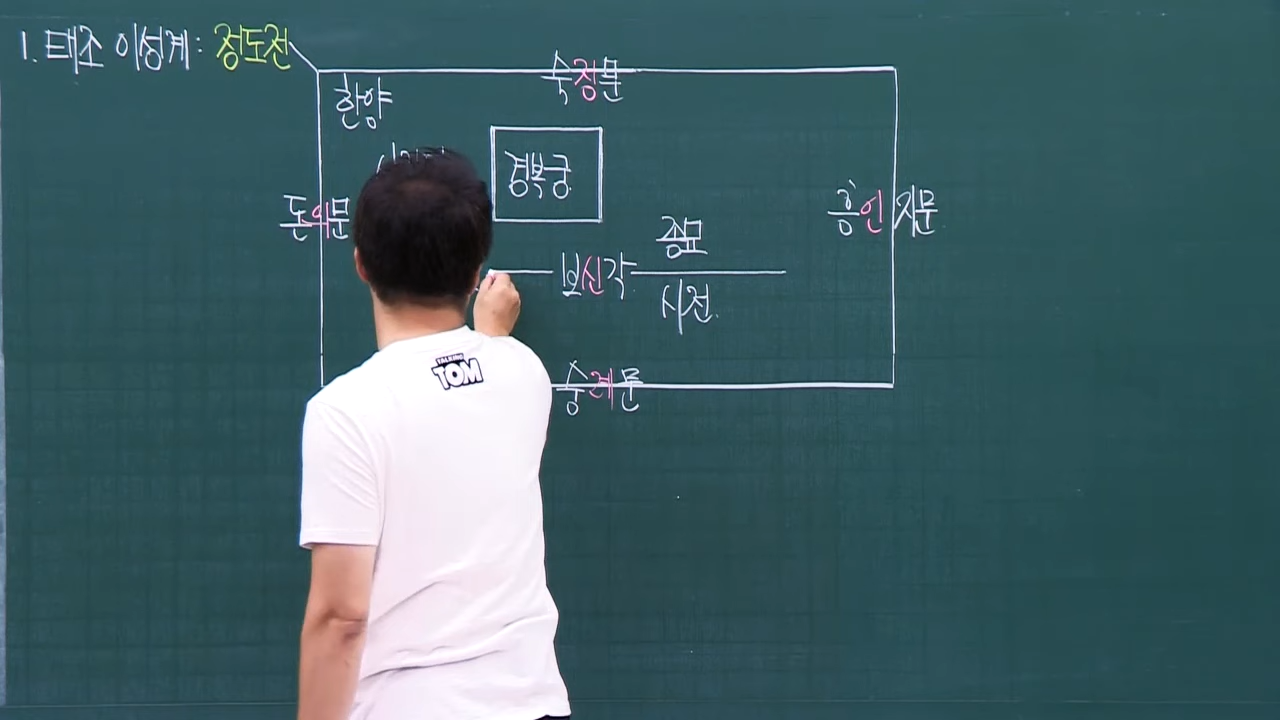 1. 태조 이성계: 정도전
숙정문
한양
경복궁
돈의문
흥인지문
종묘
보신각
시전
숭례문
TALKING
TOM